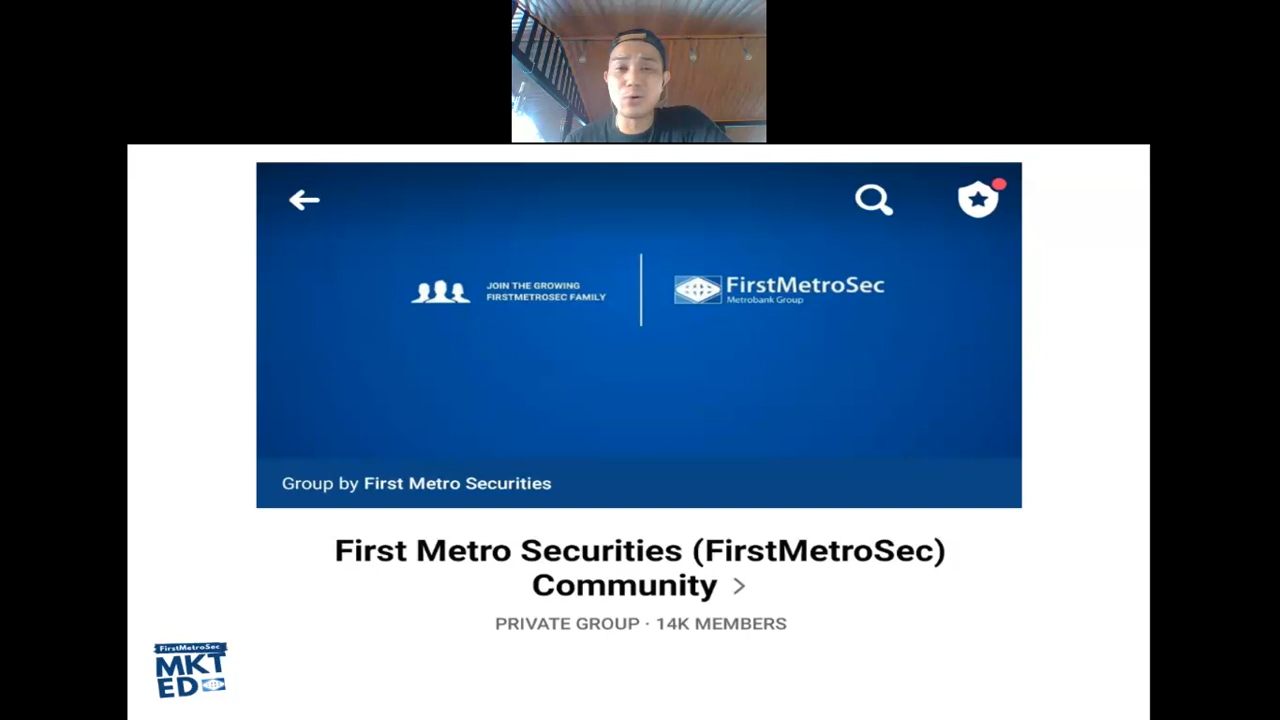 JOIN THE GROWING
FIRSTMETROSEC FAMILY
FirstMetroSec
Metrobank Group
Group by First Metro Securities
First Metro Securities (FirstMetroSec)
Community >
PRIVATE GROUP · 14K MEMBERS
FirstMetroSec
MKT
ED